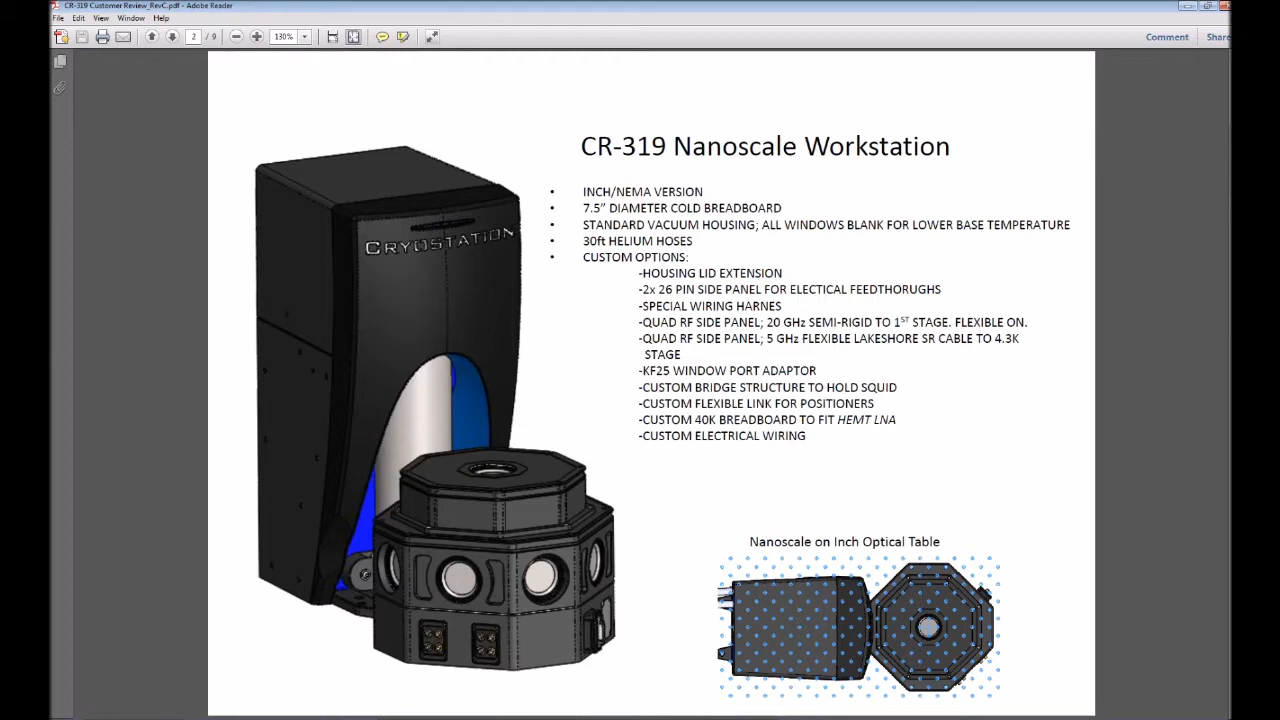 CR-319 Customer Review_RevC.pdf - Adobe Reader
File Edit View Window Help
2 / 9 130% Comment Share
CR-319 Nanoscale Workstation
• INCH/NEMA VERSION
• 7.5” DIAMETER COLD BREADBOARD
• STANDARD VACUUM HOUSING; ALL WINDOWS BLANK FOR LOWER BASE TEMPERATURE
• 30ft HELIUM HOSES
• CUSTOM OPTIONS:
-HOUSING LID EXTENSION
-2x 26 PIN SIDE PANEL FOR ELECTICAL FEEDTHORUGHS
-SPECIAL WIRING HARNES
-QUAD RF SIDE PANEL; 20 GHz SEMI-RIGID TO 1ST STAGE. FLEXIBLE ON.
-QUAD RF SIDE PANEL; 5 GHz FLEXIBLE LAKESHORE SR CABLE TO 4.3K
STAGE
-KF25 WINDOW PORT ADAPTOR
-CUSTOM BRIDGE STRUCTURE TO HOLD SQUID
-CUSTOM FLEXIBLE LINK FOR POSITIONERS
-CUSTOM 40K BREADBOARD TO FIT HEMT LNA
-CUSTOM ELECTRICAL WIRING
CRYOSTATION
Nanoscale on Inch Optical Table